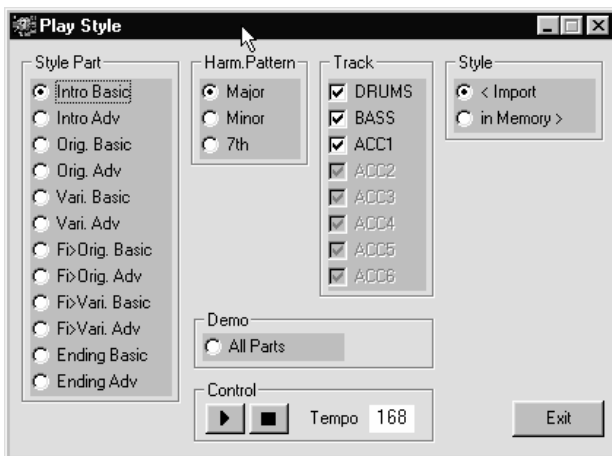 Play Style
Style Part
Intro Basic
Intro Adv
Orig. Basic
Orig. Adv
Vari. Basic
Vari. Adv
Fi>Orig. Basic
Fi>Orig. Adv
Fi>Vari. Basic
Fi>Vari. Adv
Ending Basic
Ending Adv
Harm.Pattern
Major
Minor
7th
Track
DRUMS
BASS
ACC1
ACC2
ACC3
ACC4
ACC5
ACC6
Style
< Import
in Memory >
Demo
All Parts
Control
Tempo 168
Exit